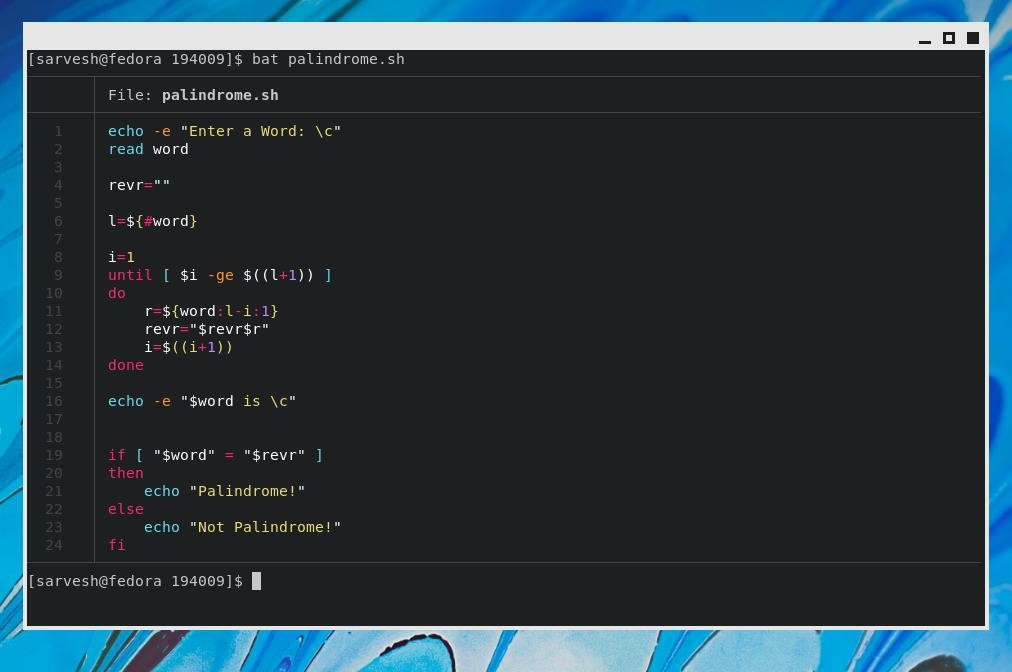 [sarvesh@fedora 194009]$ bat palindrome.sh
File: palindrome.sh
1 echo -e "Enter a Word: \c"
2 read word
3
4 revr=""
5
6 l=${#word}
7
8 i=1
9 until [ $i -ge $((l+1)) ]
10 do
11 r=${word:l-i:1}
12 revr="$revr$r"
13 i=$((i+1))
14 done
15
16 echo -e "$word is \c"
17
18
19 if [ "$word" = "$revr" ]
20 then
21 echo "Palindrome!"
22 else
23 echo "Not Palindrome!"
24 fi
[sarvesh@fedora 194009]$